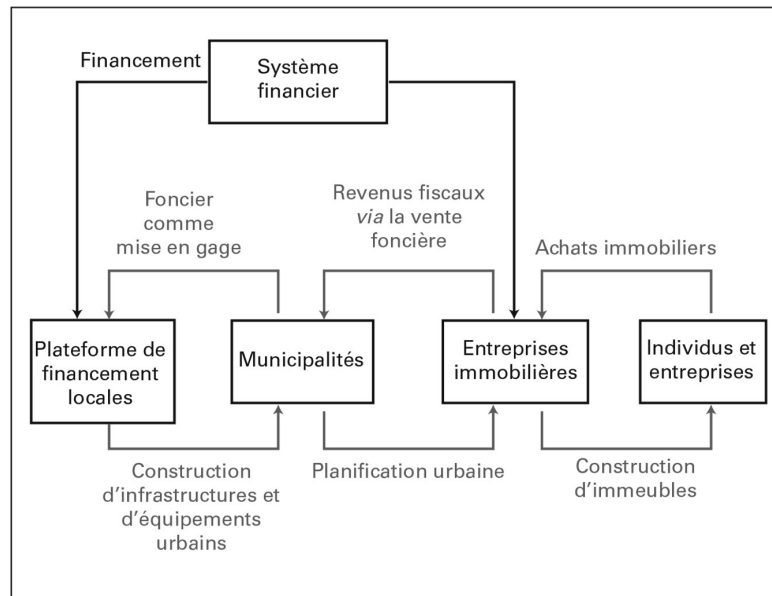 Financement
Système
financier
Foncier
comme
mise en gage
Revenus fiscaux
via la vente
foncière
Achats immobiliers
Plateforme de
financement
locales
Municipalités
Entreprises
immobilières
Individus et
entreprises
Construction
d'infrastructures et
d'équipements
urbains
Planification urbaine
Construction
d'immeubles